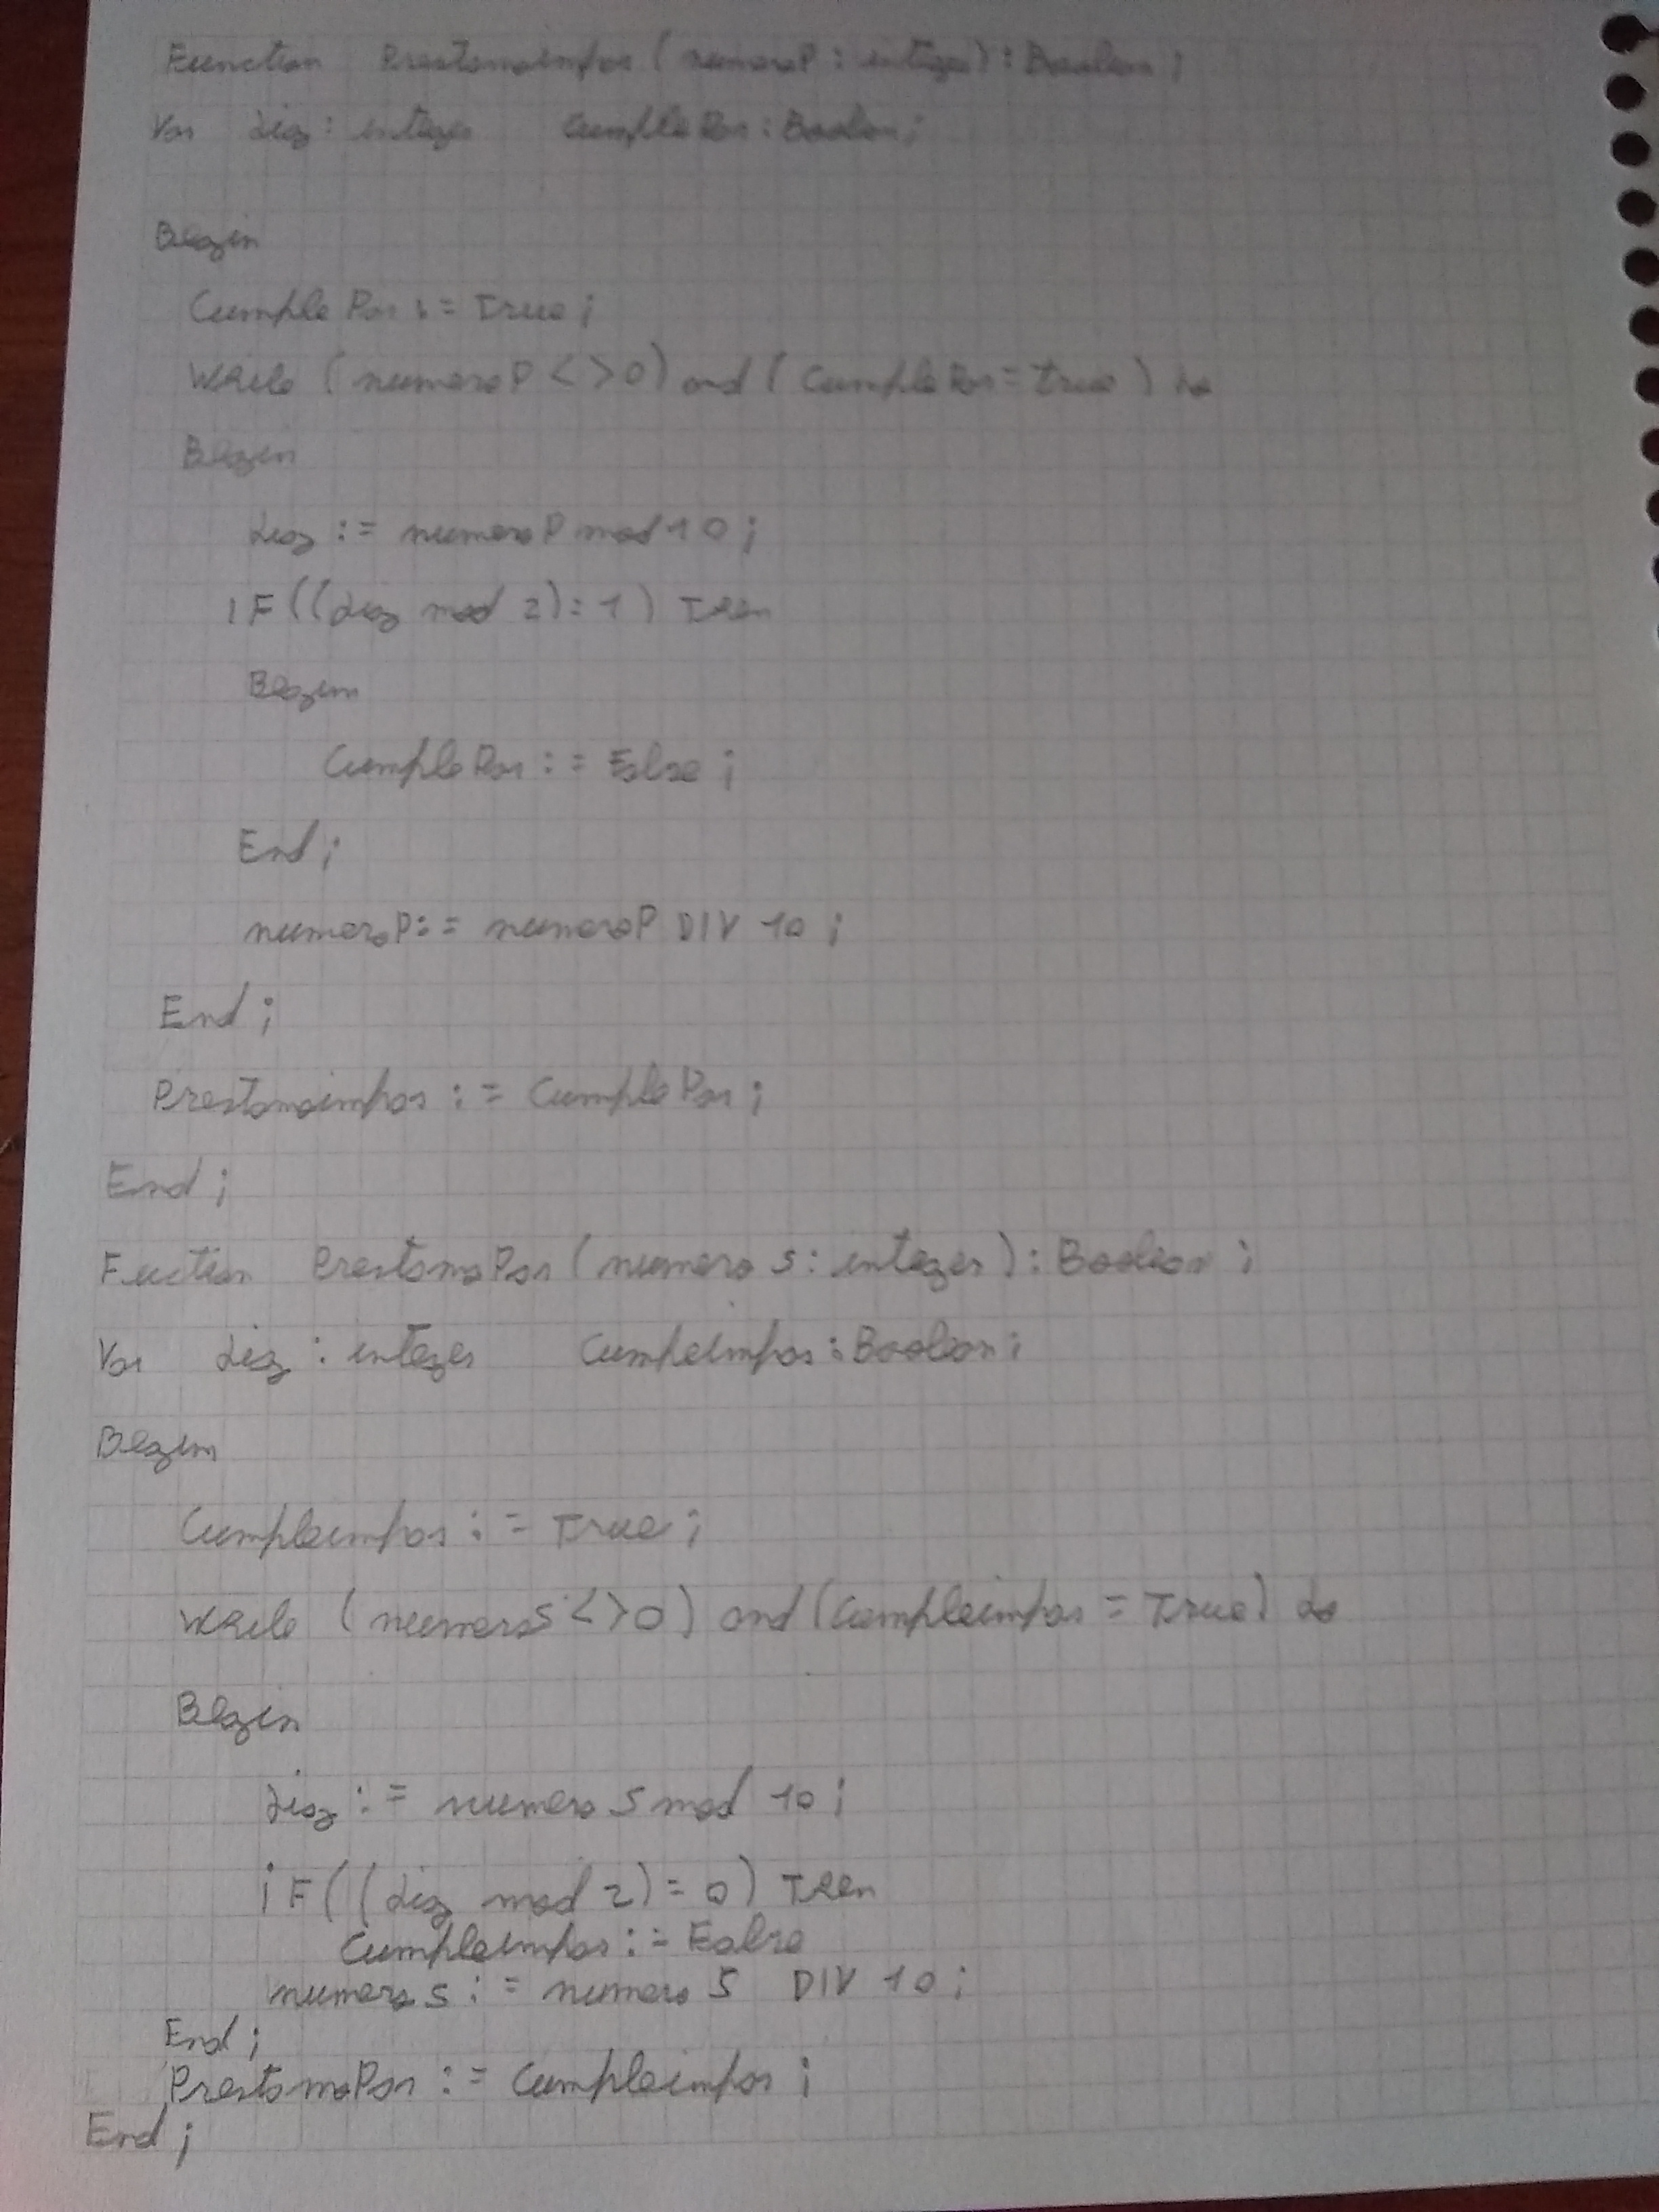 Function Prestamoimpar (numeroP : integer) : Boolean ;
Var dig : integer CumplePar : Boolean ;
Begin
CumplePar := True ;
While (numeroP <> 0) and (CumplePar = true) do
Begin
dig := numeroP mod 10 ;
IF ((dig mod 2) = 1) Then
Begin
CumplePar := False ;
End ;
numeroP := numeroP DIV 10 ;
End ;
Prestamoimpar := CumplePar ;
End ;
Fuction PrestamoPar (numero S : integer) : Boolean ;
Var dig : integer Cumpeimpar : Boolean ;
Begin
Cumpleimpar := True ;
While (numeroS <> 0) and (Cumpleimpar = True) do
Begin
dig := numero S mod 10 ;
iF ((dig mod 2) = 0) Then
Cumpleimpar := False
numero S := numero S DIV 10 ;
End ;
PrestamoPar := Cumpleimpar ;
End ;